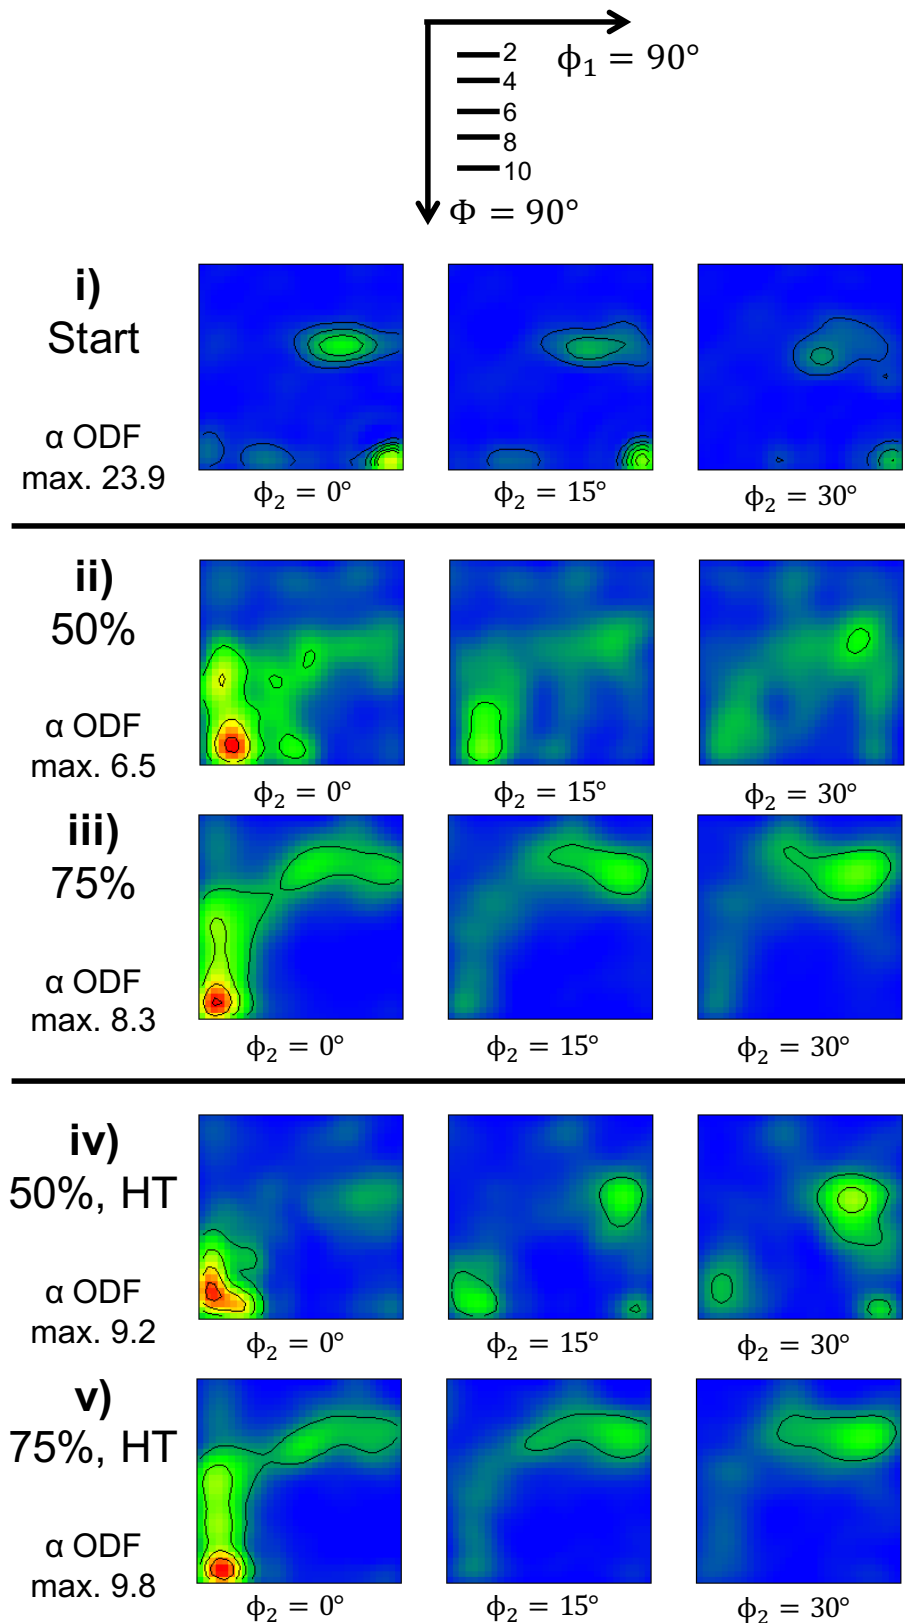 2
ϕ₁ = 90°
4
6
8
10
Φ = 90°
i)
Start
α ODF
max. 23.9
ϕ₂ = 0°
ϕ₂ = 15°
ϕ₂ = 30°
ii)
50%
α ODF
max. 6.5
ϕ₂ = 0°
ϕ₂ = 15°
ϕ₂ = 30°
iii)
75%
α ODF
max. 8.3
ϕ₂ = 0°
ϕ₂ = 15°
ϕ₂ = 30°
iv)
50%, HT
α ODF
max. 9.2
ϕ₂ = 0°
ϕ₂ = 15°
ϕ₂ = 30°
v)
75%, HT
α ODF
max. 9.8
ϕ₂ = 0°
ϕ₂ = 15°
ϕ₂ = 30°